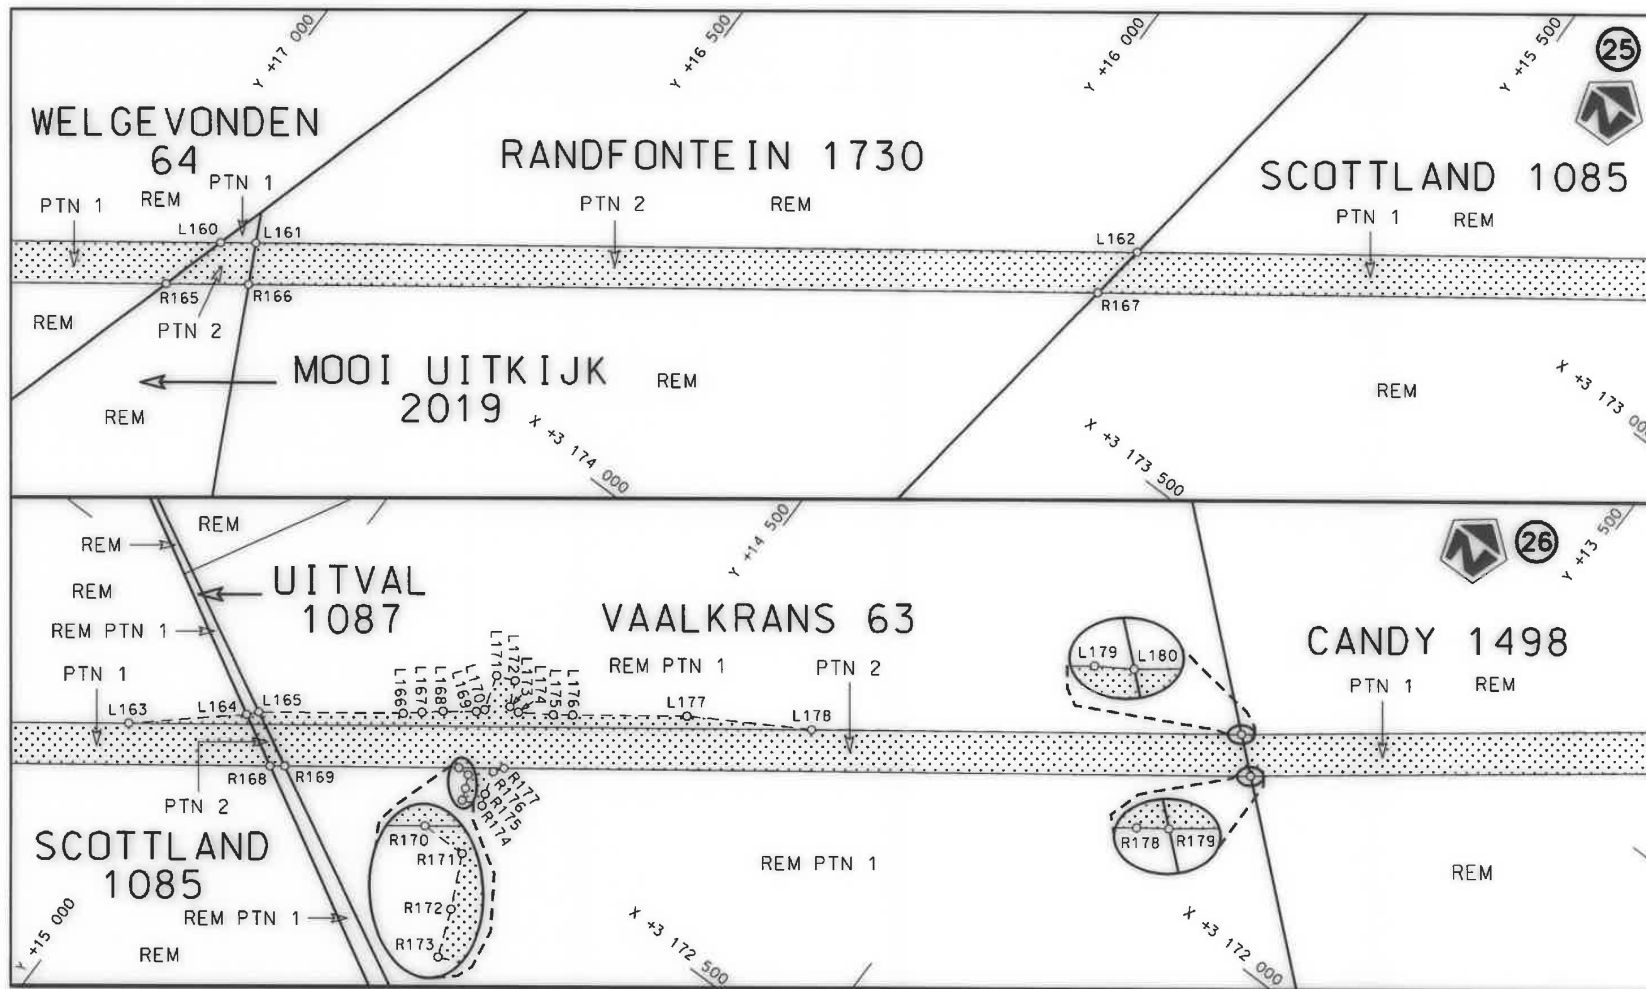 Y +17 000
Y +16 500
Y +16 000
Y +15 500
25
N
WELGEVONDEN
64
RANDFONTEIN 1730
SCOTTLAND 1085
PTN 1
REM
PTN 1
PTN 2
REM
PTN 1
REM
L160
L161
L162
R165
R166
R167
REM
PTN 2
MOOI UITKIJK
2019
REM
REM
REM
X +3 174 000
X +3 173 500
X +3 173 000
REM
REM
REM
REM PTN 1
PTN 1
UITVAL
1087
Y +14 500
VAALKRANS 63
REM PTN 1
PTN 2
N
26
Y +13 500
CANDY 1498
PTN 1
REM
L163
L164
L165
L166
L167
L168
L169
L170
L171
L172
L173
L174
L175
L176
L177
L178
L179
L180
R168
R169
PTN 2
R170
R171
R172
R173
R174
R175
R176
R177
R178
R179
SCOTTLAND
1085
REM PTN 1
REM
REM PTN 1
REM
Y +15 000
X +3 172 500
X +3 172 000